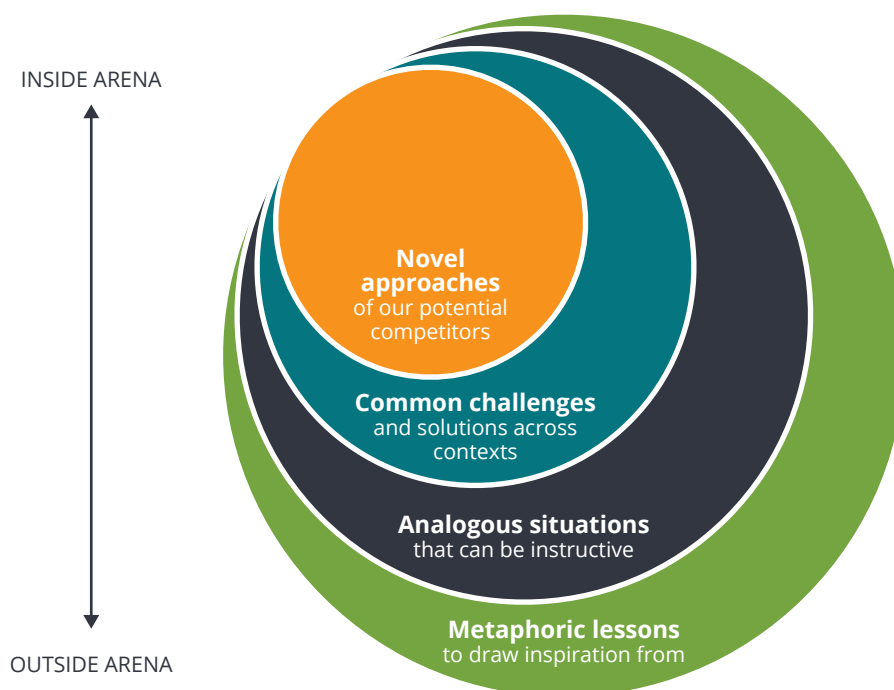 INSIDE ARENA
Novel
approaches
of our potential
competitors
Common challenges
and solutions across
contexts
Analogous situations
that can be instructive
Metaphoric lessons
to draw inspiration from
OUTSIDE ARENA